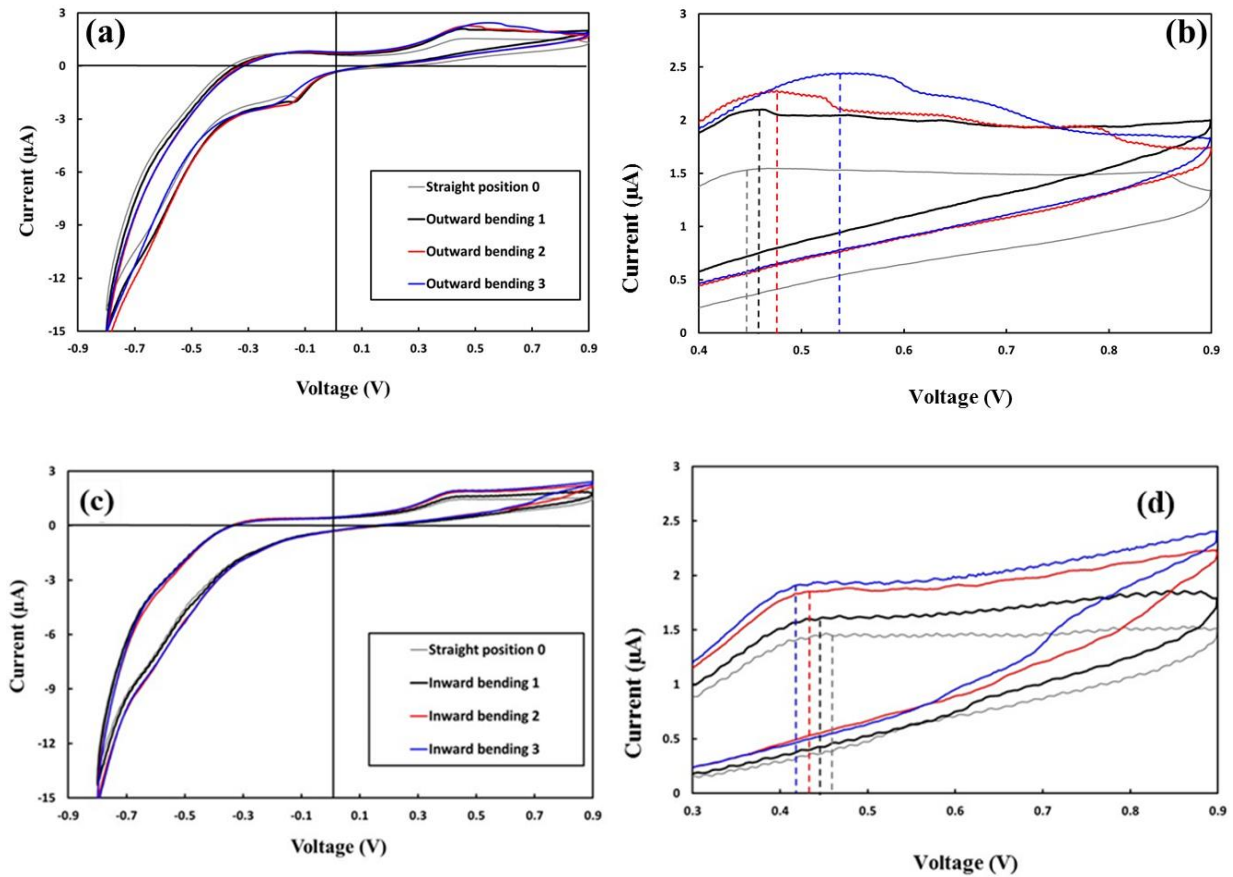 (a)
3
0
-3
-6
-9
-12
-15
Current (µA)
Straight position 0
Outward bending 1
Outward bending 2
Outward bending 3
-0.9 -0.7 -0.5 -0.3 -0.1 0.1 0.3 0.5 0.7 0.9
Voltage (V)
(b)
3
2.5
2
1.5
1
0.5
0
Current (µA)
0.4 0.5 0.6 0.7 0.8 0.9
Voltage (V)
(c)
3
0
-3
-6
-9
-12
-15
Current (µA)
Straight position 0
Inward bending 1
Inward bending 2
Inward bending 3
-0.9 -0.7 -0.5 -0.3 -0.1 0.1 0.3 0.5 0.7 0.9
Voltage (V)
(d)
3
2.5
2
1.5
1
0.5
0
Current (µA)
0.3 0.4 0.5 0.6 0.7 0.8 0.9
Voltage (V)